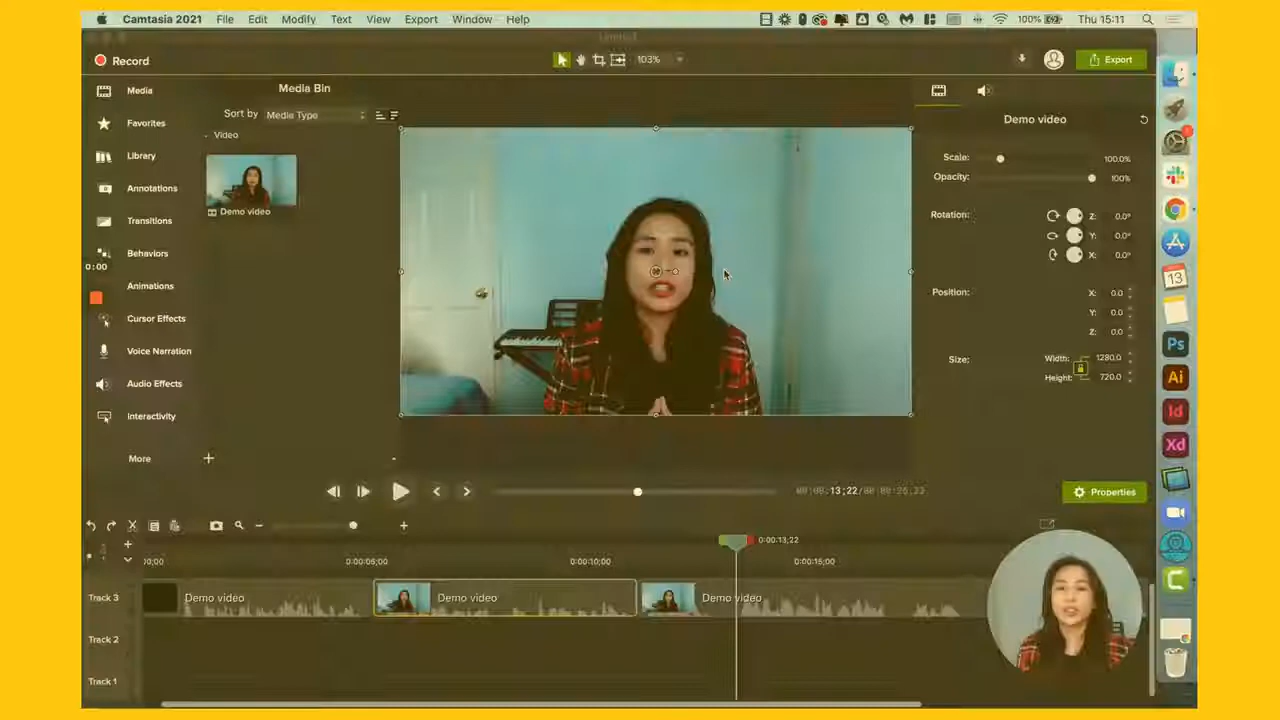 Camtasia 2021 File Edit Modify Text View Export Window Help 100% Thu 15:11
Record 103% Export
Media
Favorites
Library
Annotations
Transitions
Behaviors
0:00
Animations
Cursor Effects
Voice Narration
Audio Effects
Interactivity
More
Media Bin
Sort by Media Type
Video
Demo video
Demo video
Scale: 100.0%
Opacity: 100%
Rotation: Z: 0.0°
Y: 0.0°
X: 0.0°
Position: X: 0.0
Y: 0.0
Z: 0.0
Size: Width: 1280.0
Height: 720.0
Properties
13
Ps
Ai
Id
Xd
0:00:13;22
0:00:05;00 0:00:10;00 0:00:15;00
Track 3 Demo video Demo video Demo video
Track 2
Track 1